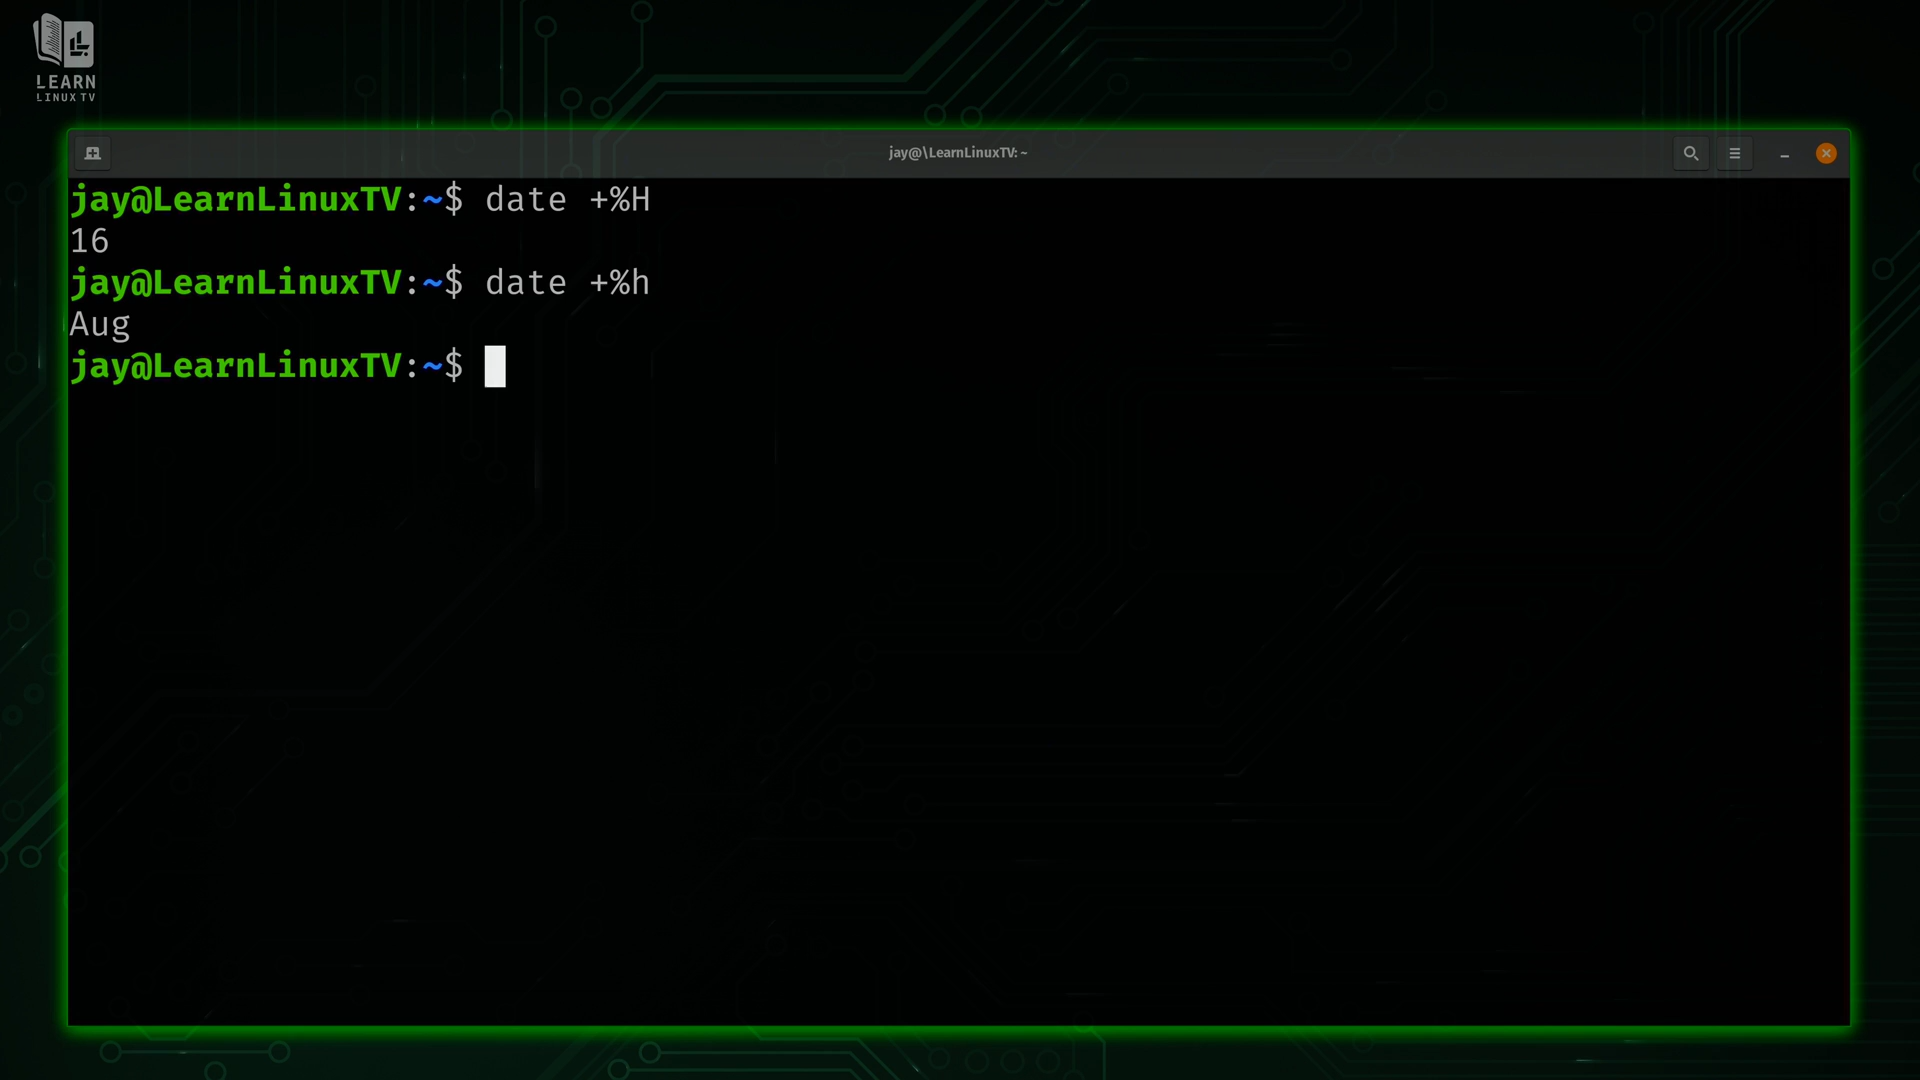 LEARN
LINUX TV
jay@\LearnLinuxTV: ~
jay@LearnLinuxTV:~$ date +%H
16
jay@LearnLinuxTV:~$ date +%h
Aug
jay@LearnLinuxTV:~$